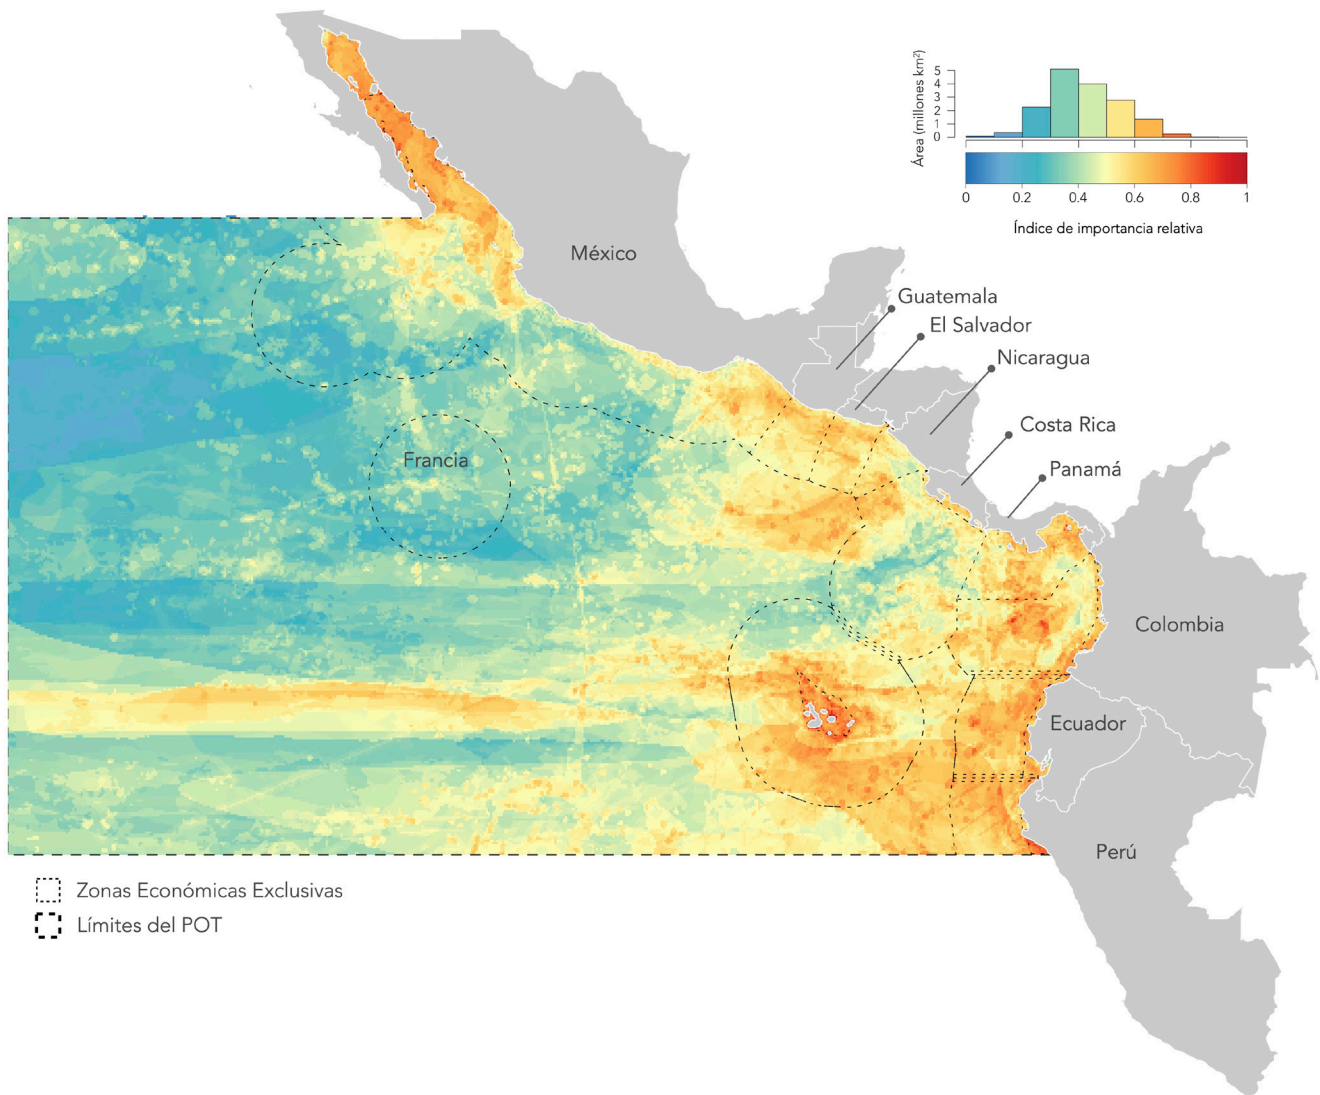 Área (millones km²)
5
4
3
2
1
0
0 0.2 0.4 0.6 0.8 1
Índice de importancia relativa
México
Guatemala
El Salvador
Nicaragua
Costa Rica
Panamá
Francia
Colombia
Ecuador
Perú
Zonas Económicas Exclusivas
Límites del POT